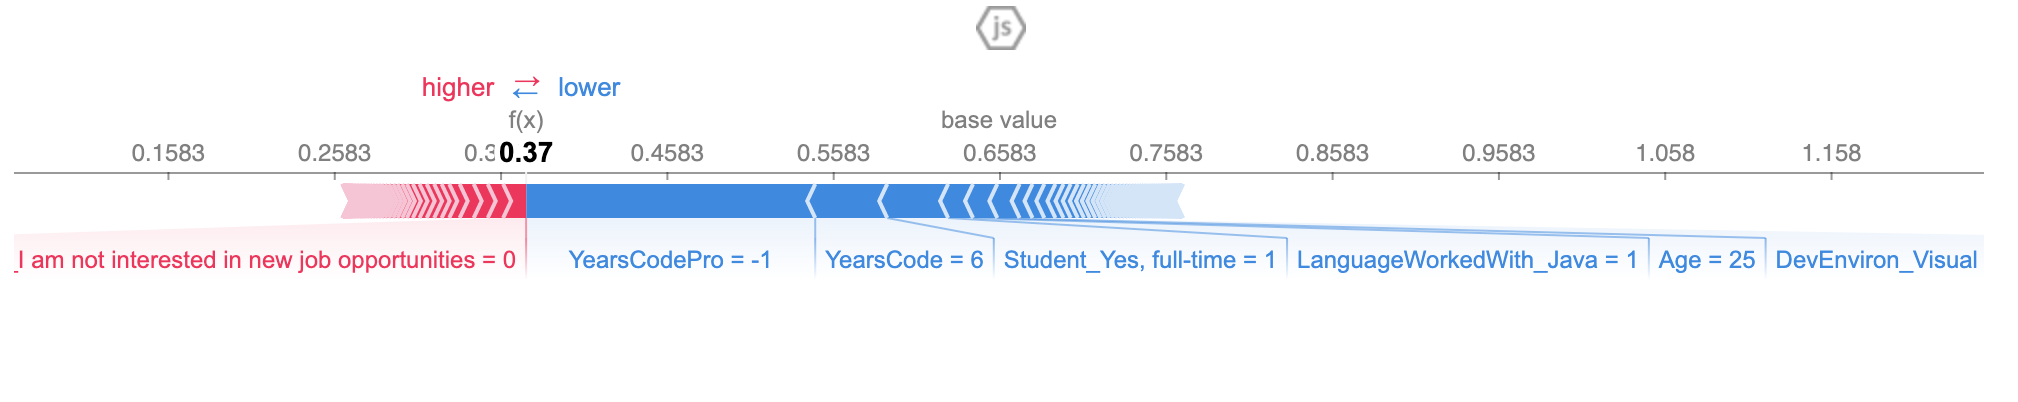 js
higher lower
f(x) base value
0.1583 0.2583 0.3 0.37 0.4583 0.5583 0.6583 0.7583 0.8583 0.9583 1.058 1.158
_I am not interested in new job opportunities = 0 YearsCodePro = -1 YearsCode = 6 Student_Yes, full-time = 1 LanguageWorkedWith_Java = 1 Age = 25 DevEnviron_Visual